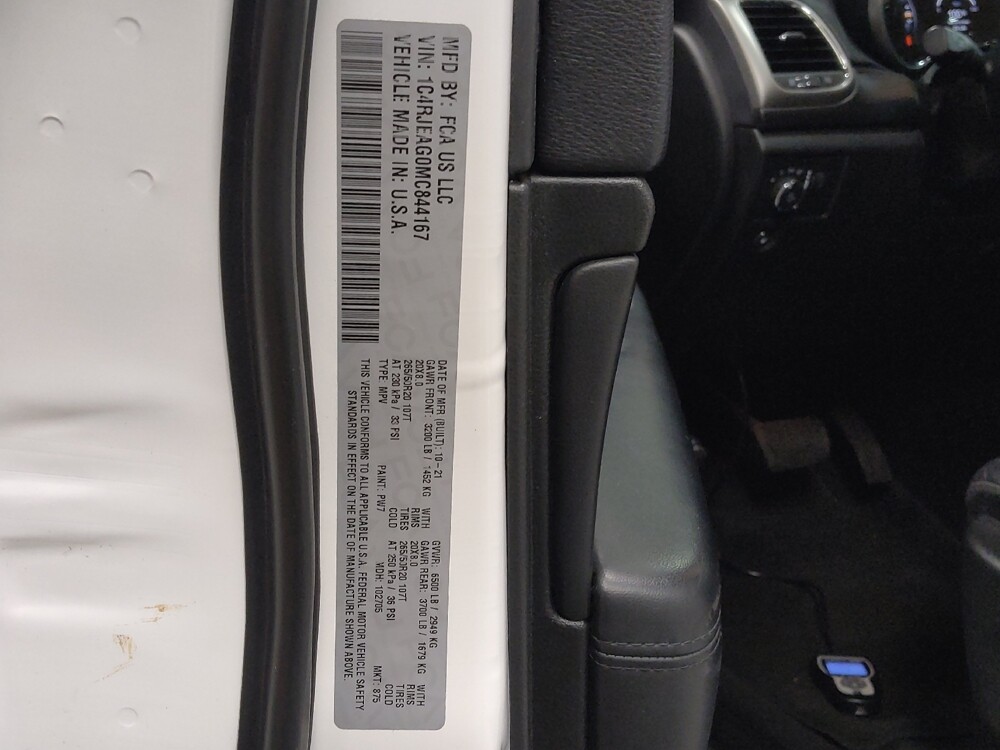 MFD BY: FCA US LLC
VIN: 1C4RJEAG0MC844167
VEHICLE MADE IN: U.S.A.
DATE OF MFR (BUILT): 10-21 GVWR: 6500 LB / 2949 KG
GAWR FRONT: 3200 LB / 1452 KG WITH GAWR REAR: 3700 LB / 1679 KG WITH
20X8.0 RIMS 20X8.0 RIMS
265/50R20 107T TIRES 265/50R20 107T TIRES
AT 230 kPa / 33 PSI COLD AT 250 kPa / 36 PSI COLD
TYPE: MPV PAINT: PW7 MDH: 102705 MKT: 875
THIS VEHICLE CONFORMS TO ALL APPLICABLE U.S.A. FEDERAL MOTOR VEHICLE SAFETY
STANDARDS IN EFFECT ON THE DATE OF MANUFACTURE SHOWN ABOVE.